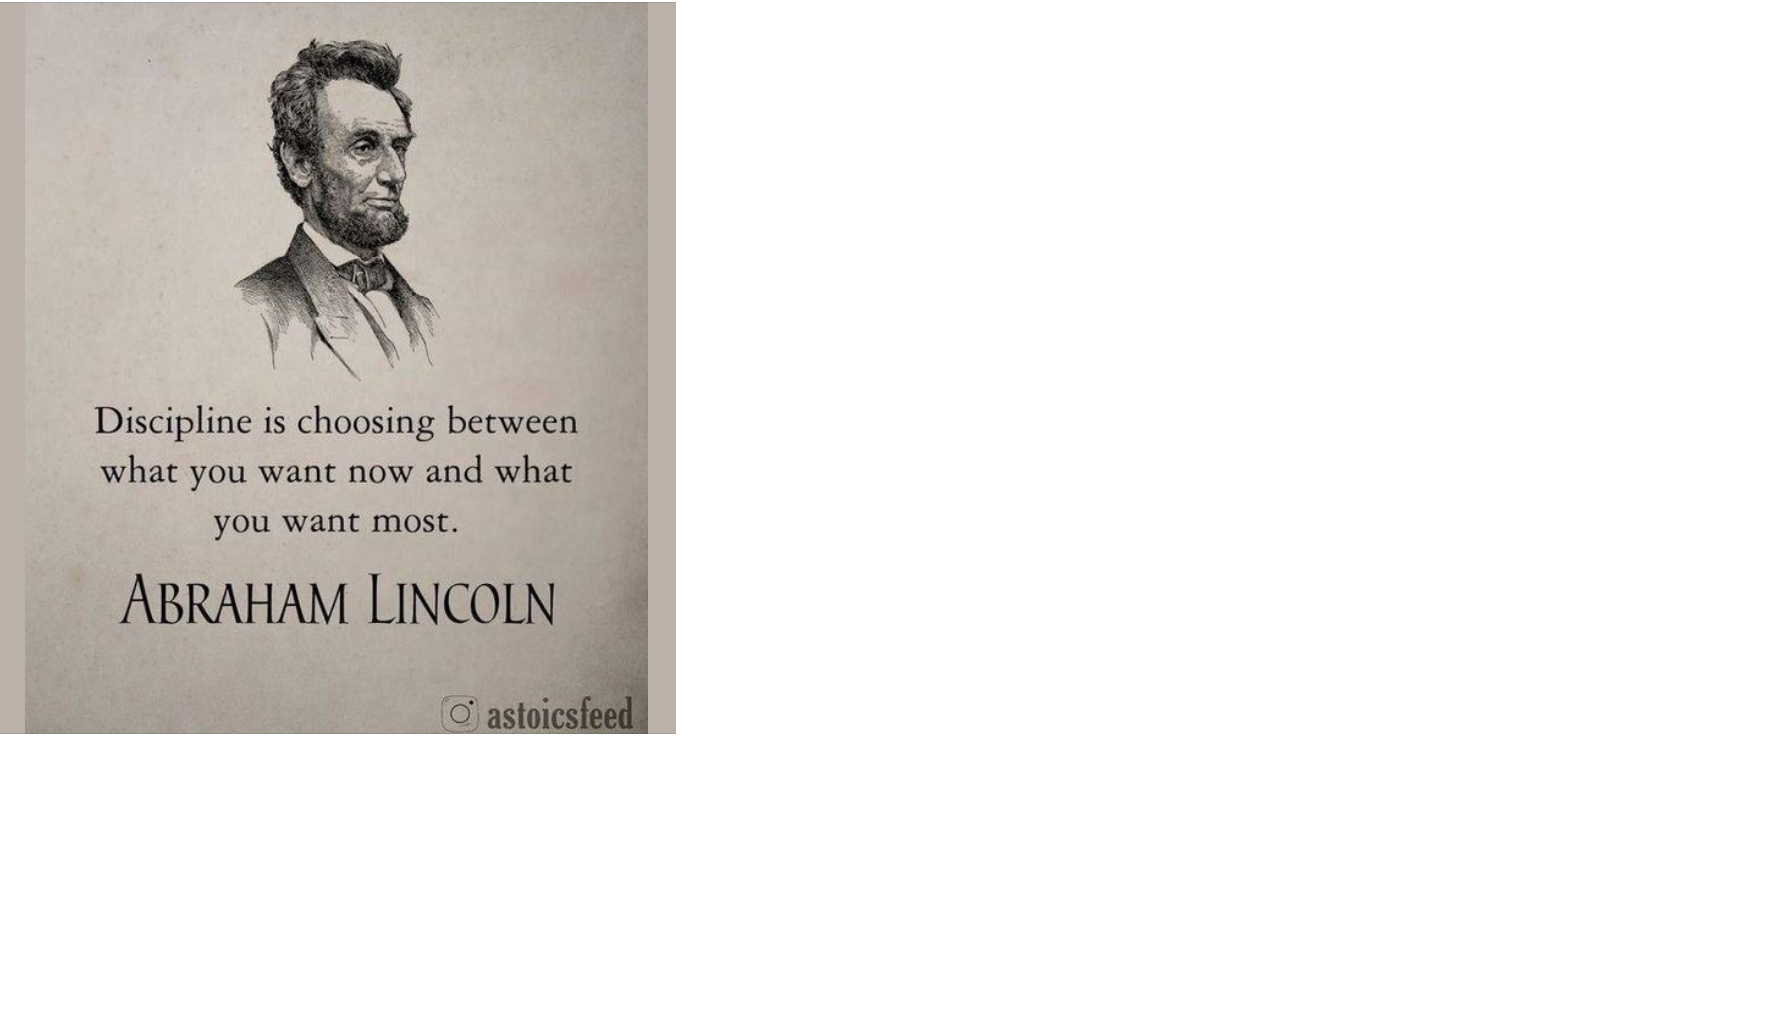 Discipline is choosing between
what you want now and what
you want most.
ABRAHAM LINCOLN
astoicsfeed